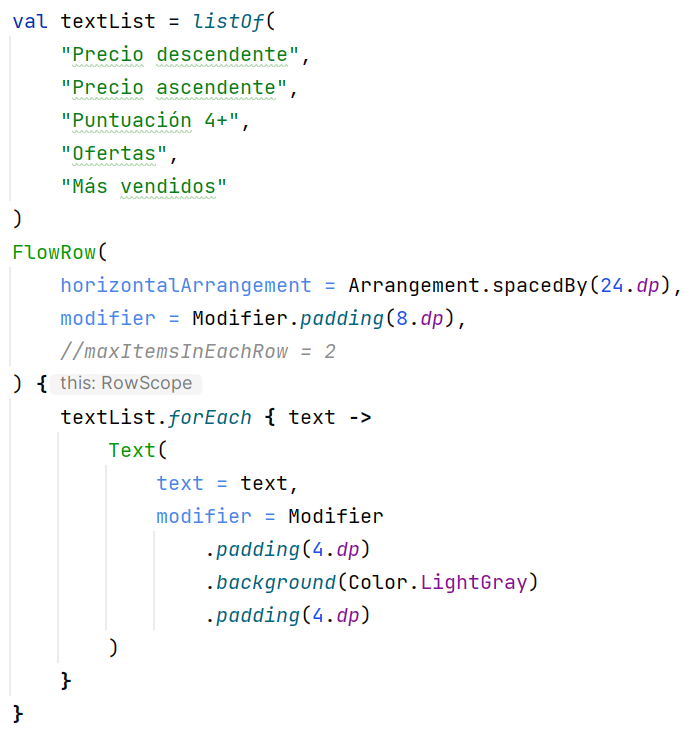 val textList = listOf(
    "Precio descendente",
    "Precio ascendente",
    "Puntuación 4+",
    "Ofertas",
    "Más vendidos"
)
FlowRow(
    horizontalArrangement = Arrangement.spacedBy(24.dp),
    modifier = Modifier.padding(8.dp),
    //maxItemsInEachRow = 2
) { this: RowScope
    textList.forEach { text ->
        Text(
            text = text,
            modifier = Modifier
                .padding(4.dp)
                .background(Color.LightGray)
                .padding(4.dp)
        )
    }
}